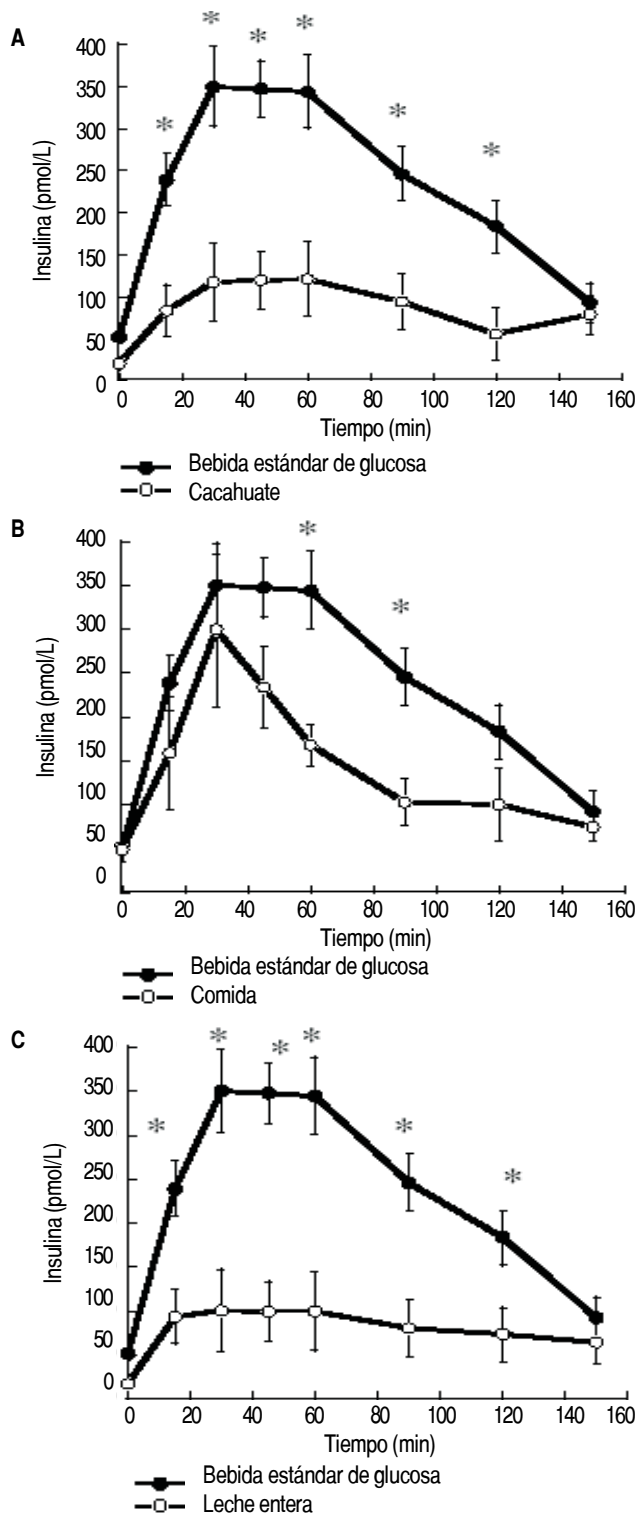 A
400
350
300
250
200
150
100
50
0
Insulina (pmol/L)
*
*
*
*
*
*
0 20 40 60 80 100 120 140 160
Tiempo (min)
Bebida estándar de glucosa
Cacahuate
B
400
350
300
250
200
150
100
50
0
Insulina (pmol/L)
*
*
0 20 40 60 80 100 120 140 160
Tiempo (min)
Bebida estándar de glucosa
Comida
C
400
350
300
250
200
150
100
50
0
Insulina (pmol/L)
*
*
*
*
*
*
0 20 40 60 80 100 120 140 160
Tiempo (min)
Bebida estándar de glucosa
Leche entera